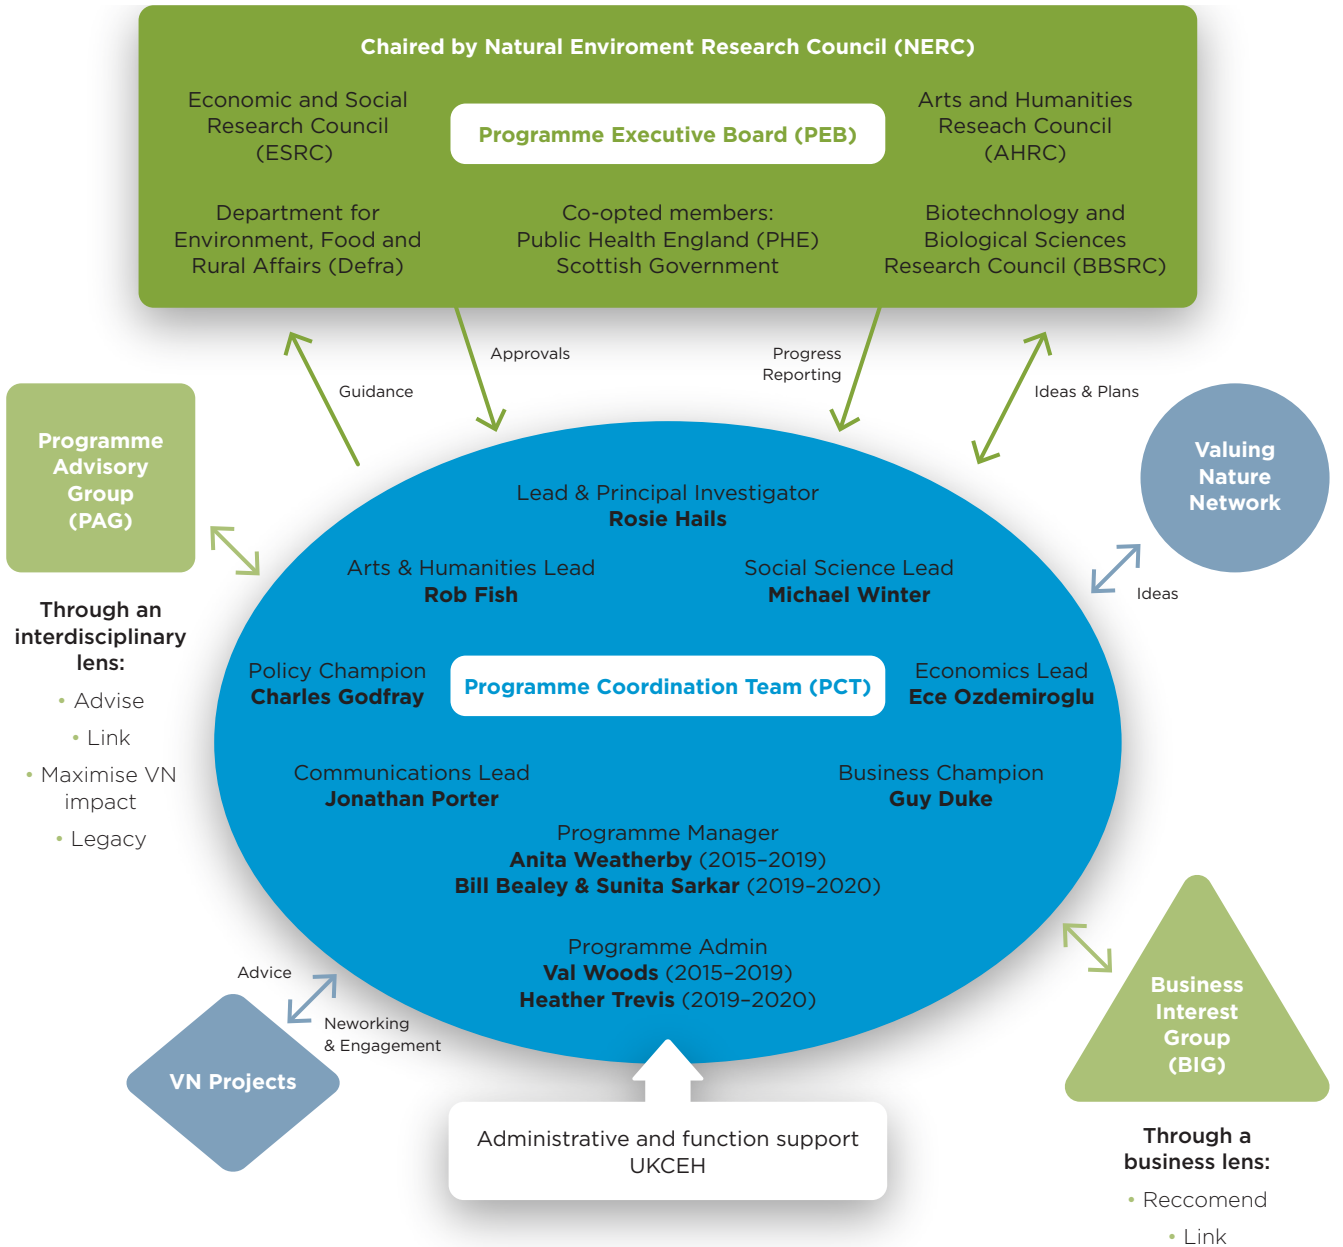 Chaired by Natural Enviroment Research Council (NERC)
Economic and Social
Research Council
(ESRC)
Programme Executive Board (PEB)
Arts and Humanities
Reseach Council
(AHRC)
Department for
Environment, Food and
Rural Affairs (Defra)
Co-opted members:
Public Health England (PHE)
Scottish Government
Biotechnology and
Biological Sciences
Research Council (BBSRC)
Guidance
Approvals
Progress
Reporting
Ideas & Plans
Programme
Advisory
Group
(PAG)
Through an
interdisciplinary
lens:
• Advise
• Link
• Maximise VN
impact
• Legacy
Valuing
Nature
Network
Ideas
Lead & Principal Investigator
Rosie Hails
Arts & Humanities Lead
Rob Fish
Social Science Lead
Michael Winter
Policy Champion
Charles Godfray
Programme Coordination Team (PCT)
Economics Lead
Ece Ozdemiroglu
Communications Lead
Jonathan Porter
Business Champion
Guy Duke
Programme Manager
Anita Weatherby (2015–2019)
Bill Bealey & Sunita Sarkar (2019–2020)
Programme Admin
Val Woods (2015–2019)
Heather Trevis (2019–2020)
Advice
Neworking
& Engagement
VN Projects
Administrative and function support
UKCEH
Business
Interest
Group
(BIG)
Through a
business lens:
• Reccomend
• Link